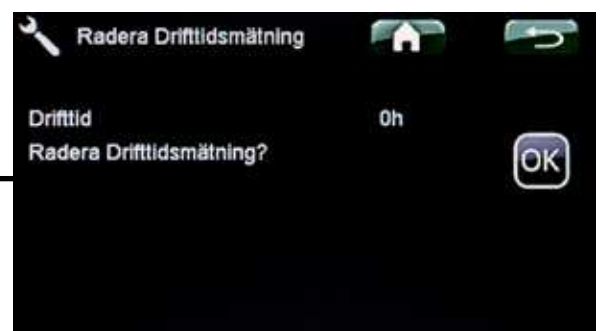 Radera Drifttidsmätning
Drifttid 0h
Radera Drifttidsmätning?
OK